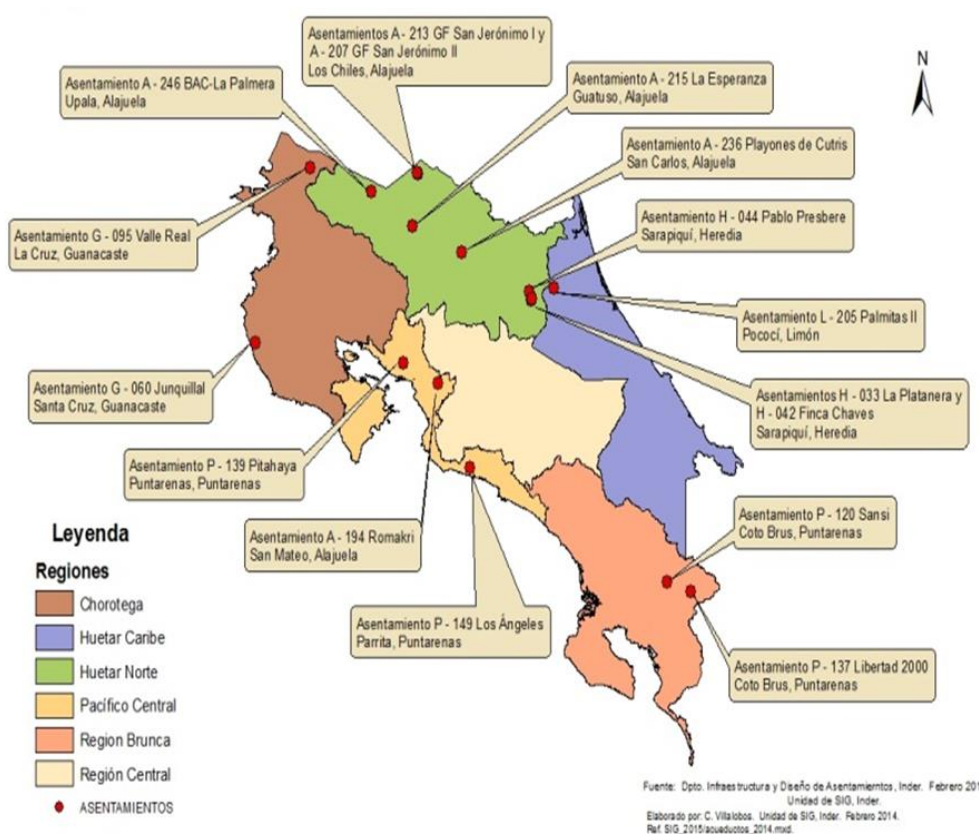 Asentamientos A - 213 GF San Jerónimo I y
A - 207 GF San Jerónimo II
Los Chiles, Alajuela
N
Asentamiento A - 246 BAC-La Palmera
Upala, Alajuela
Asentamiento A - 215 La Esperanza
Guatuso, Alajuela
Asentamiento A - 236 Playones de Cutris
San Carlos, Alajuela
Asentamiento H - 044 Pablo Presbere
Sarapiquí, Heredia
Asentamiento G - 095 Valle Real
La Cruz, Guanacaste
Asentamiento L - 205 Palmitas II
Pococí, Limón
Asentamiento G - 060 Junquillal
Santa Cruz, Guanacaste
Asentamientos H - 033 La Platanera y
H - 042 Finca Chaves
Sarapiquí, Heredia
Asentamiento P - 139 Pitahaya
Puntarenas, Puntarenas
Asentamiento A - 194 Romakri
San Mateo, Alajuela
Asentamiento P - 120 Sansi
Coto Brus, Puntarenas
Asentamiento P - 149 Los Ángeles
Parrita, Puntarenas
Asentamiento P - 137 Libertad 2000
Coto Brus, Puntarenas
Leyenda
Regiones
Chorotega
Huetar Caribe
Huetar Norte
Pacífico Central
Region Brunca
Región Central
ASENTAMIENTOS
Fuente: Dpto. Infraestructura y Diseño de Asentamientos, Inder. Febrero 201
Unidad de SIG, Inder.
Elaborado por: C. Villalobos. Unidad de SIG, Inder. Febrero 2014.
Ref. SIG_2015/acueductos_2014.mxd.